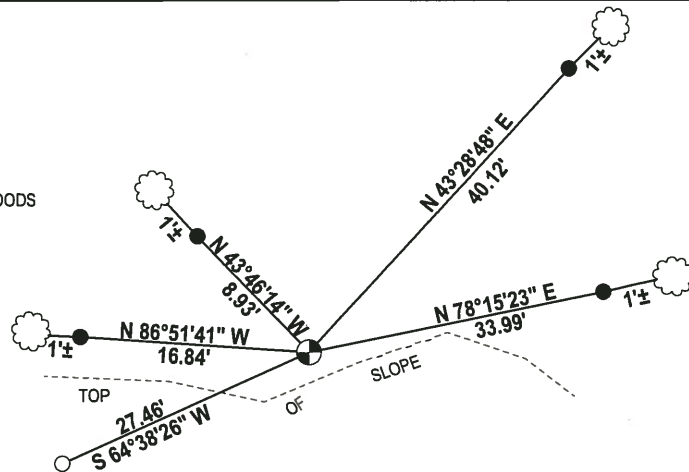 1'±
N 43°28'48" E
40.12'
OODS
1'±
N 43°46'14" W
8.93'
N 78°15'23" E
33.99'
1'±
N 86°51'41" W
16.84'
1'±
TOP
OF
SLOPE
27.46'
S 64°38'26" W